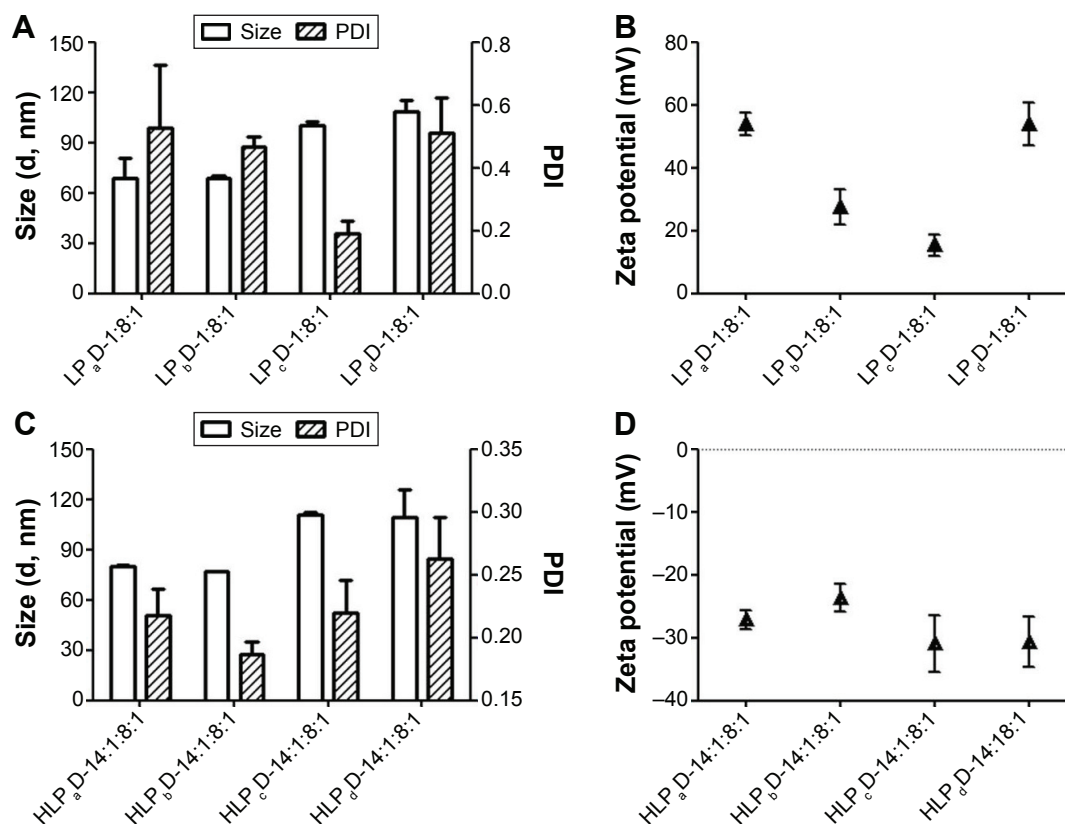 A
Size PDI
150
120
90
60
30
0
Size (d, nm)
0.8
0.6
0.4
0.2
0.0
PDI
LPaD-1:8:1
LPbD-1:8:1
LPcD-1:8:1
LPdD-1:8:1
B
80
60
40
20
0
Zeta potential (mV)
LPaD-1:8:1
LPbD-1:8:1
LPcD-1:8:1
LPdD-1:8:1
C
Size PDI
150
120
90
60
30
0
Size (d, nm)
0.35
0.30
0.25
0.20
0.15
PDI
HLPaD-14:1:8:1
HLPbD-14:1:8:1
HLPcD-14:1:8:1
HLPdD-14:1:8:1
D
0
–10
–20
–30
–40
Zeta potential (mV)
HLPaD-14:1:8:1
HLPbD-14:1:8:1
HLPcD-14:1:8:1
HLPdD-14:18:1